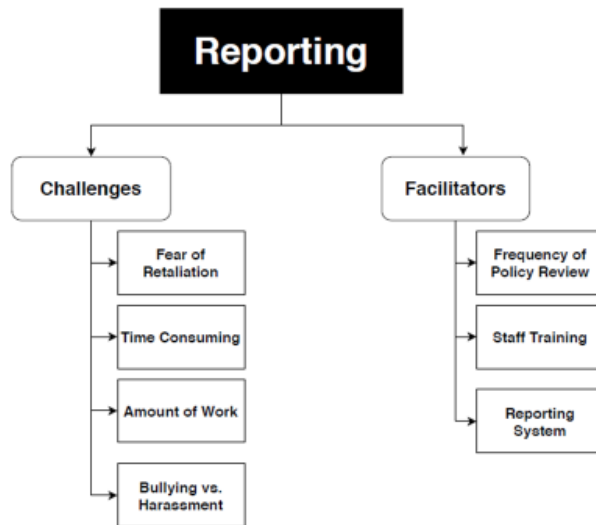 Reporting
Challenges
Facilitators
Fear of
Retaliation
Time Consuming
Amount of Work
Bullying vs.
Harassment
Frequency of
Policy Review
Staff Training
Reporting
System